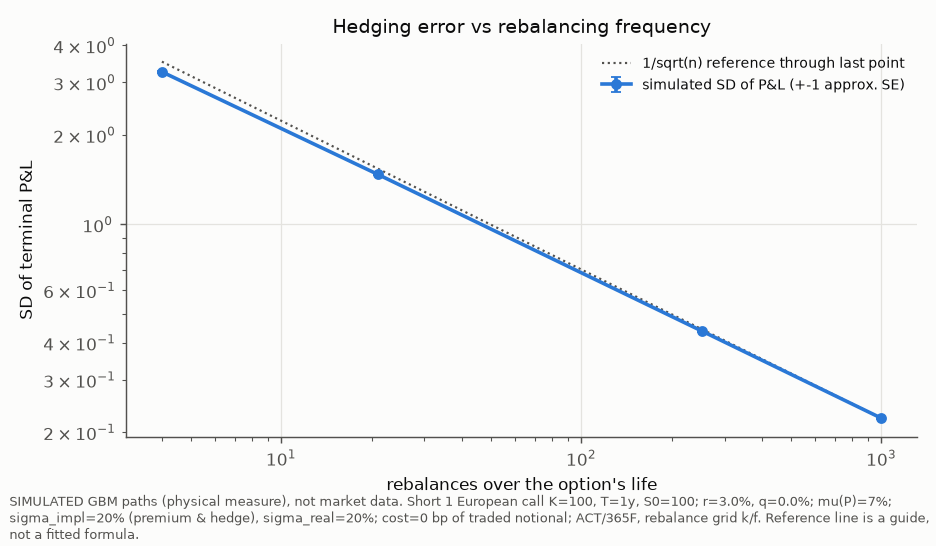 Hedging error vs rebalancing frequency
1/sqrt(n) reference through last point
simulated SD of P&L (+-1 approx. SE)
SD of terminal P&L
4 × 10⁰
3 × 10⁰
2 × 10⁰
10⁰
6 × 10⁻¹
4 × 10⁻¹
3 × 10⁻¹
2 × 10⁻¹
10¹
10²
10³
rebalances over the option's life
SIMULATED GBM paths (physical measure), not market data. Short 1 European call K=100, T=1y, S0=100; r=3.0%, q=0.0%; mu(P)=7%;
sigma_impl=20% (premium & hedge), sigma_real=20%; cost=0 bp of traded notional; ACT/365F, rebalance grid k/f. Reference line is a guide,
not a fitted formula.